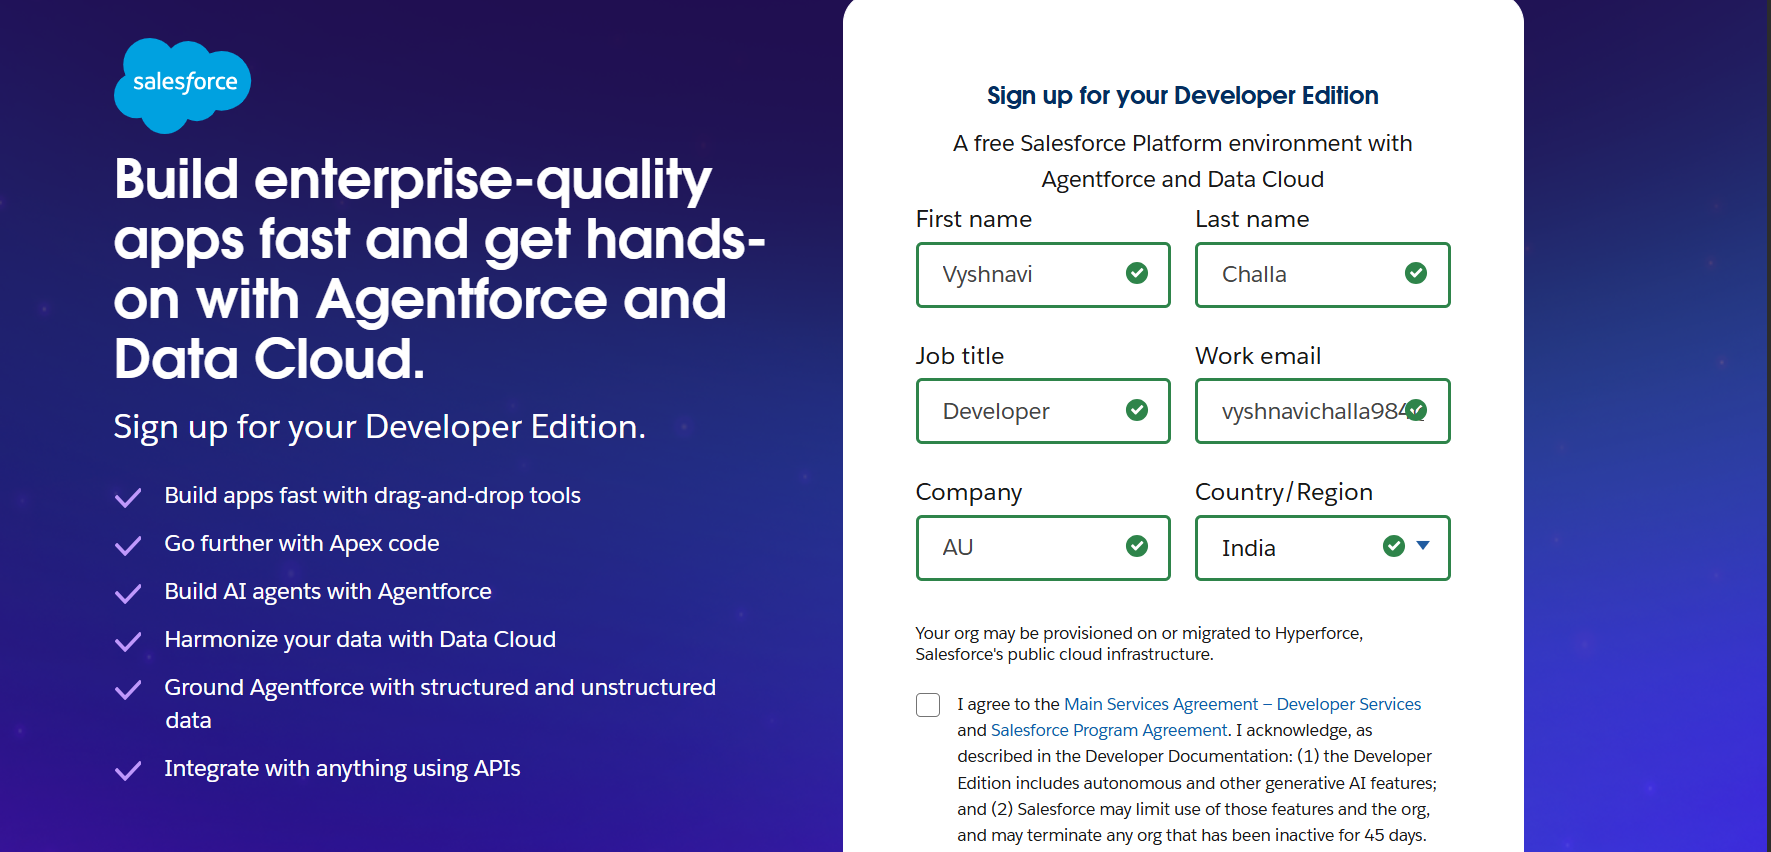 salesforce
Build enterprise-quality
apps fast and get hands-
on with Agentforce and
Data Cloud.
Sign up for your Developer Edition.
Build apps fast with drag-and-drop tools
Go further with Apex code
Build AI agents with Agentforce
Harmonize your data with Data Cloud
Ground Agentforce with structured and unstructured
data
Integrate with anything using APIs
Sign up for your Developer Edition
A free Salesforce Platform environment with
Agentforce and Data Cloud
First name
Last name
Vyshnavi
Challa
Job title
Work email
Developer
vyshnavichalla984
Company
Country/Region
AU
India
Your org may be provisioned on or migrated to Hyperforce,
Salesforce's public cloud infrastructure.
I agree to the Main Services Agreement – Developer Services
and Salesforce Program Agreement. I acknowledge, as
described in the Developer Documentation: (1) the Developer
Edition includes autonomous and other generative AI features;
and (2) Salesforce may limit use of those features and the org,
and may terminate any org that has been inactive for 45 days.